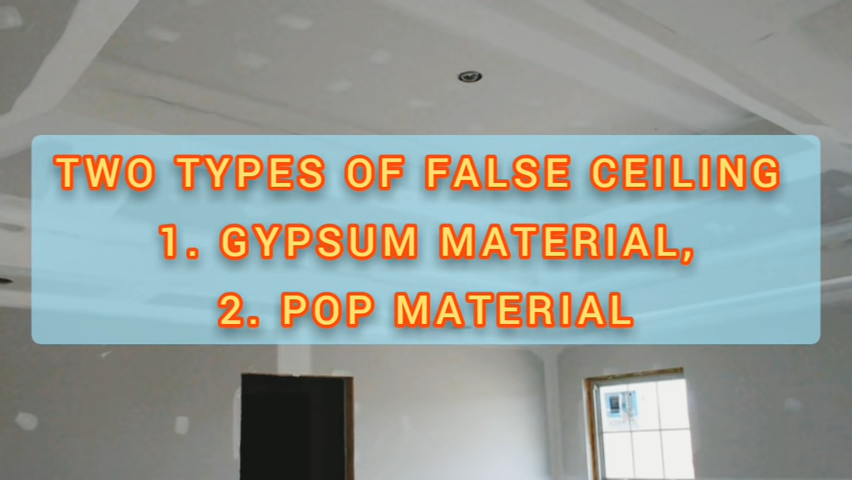 TWO TYPES OF FALSE CEILING
1. GYPSUM MATERIAL,
2. POP MATERIAL